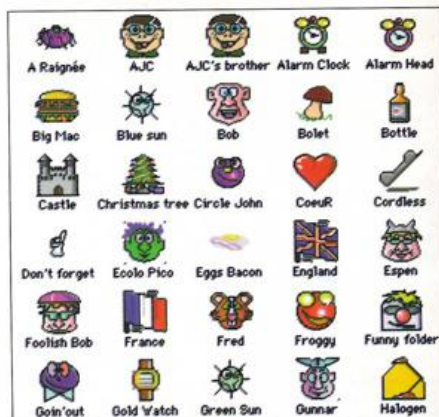 A Raignée AJC AJC's brother Alarm Clock Alarm Head
Big Mac Blue sun Bob Bolet Bottle
Castle Christmas tree Circle John CoeuR Cordless
Don't forget Ecolo Pico Eggs Bacon England Espen
Foolish Bob France Fred Froggy Funny folder
Goin'out Gold Watch Green Sun Gunnar Halogen